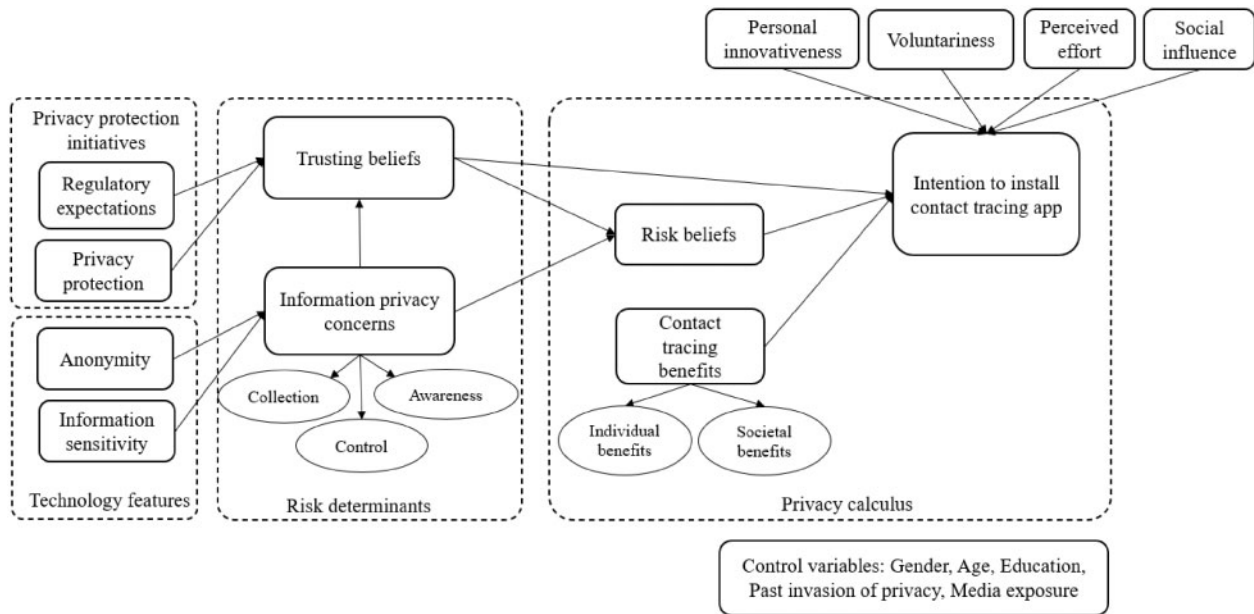 Personal
innovativeness
Voluntariness
Perceived
effort
Social
influence
Privacy protection
initiatives
Regulatory
expectations
Privacy
protection
Anonymity
Information
sensitivity
Technology features
Trusting beliefs
Information privacy
concerns
Collection
Awareness
Control
Risk determinants
Risk beliefs
Contact
tracing
benefits
Individual
benefits
Societal
benefits
Intention to install
contact tracing app
Privacy calculus
Control variables: Gender, Age, Education,
Past invasion of privacy, Media exposure